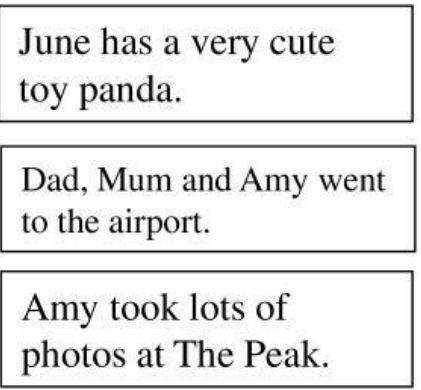 June has a very cute
toy panda.
Dad, Mum and Amy went
to the airport.
Amy took lots of
photos at The Peak.